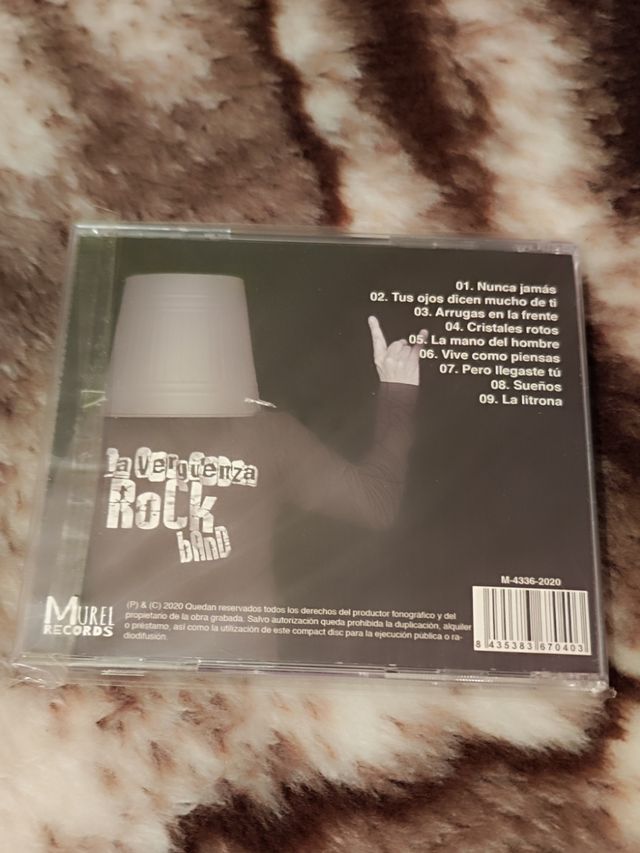 01. Nunca jamás
02. Tus ojos dicen mucho de ti
03. Arrugas en la frente
04. Cristales rotos
05. La mano del hombre
06. Vive como piensas
07. Pero llegaste tú
08. Sueños
09. La litrona
la vergüenza
Rock
band
M-4336-2020
MUREL
RECORDS
(P) & (C) 2020 Quedan reservados todos los derechos del productor fonográfico y del
propietario de la obra grabada. Salvo autorización queda prohibida la duplicación, alquiler
o préstamo, así como la utilización de este compact disc para la ejecución pública o ra-
diodifusión.
8 435383 670403